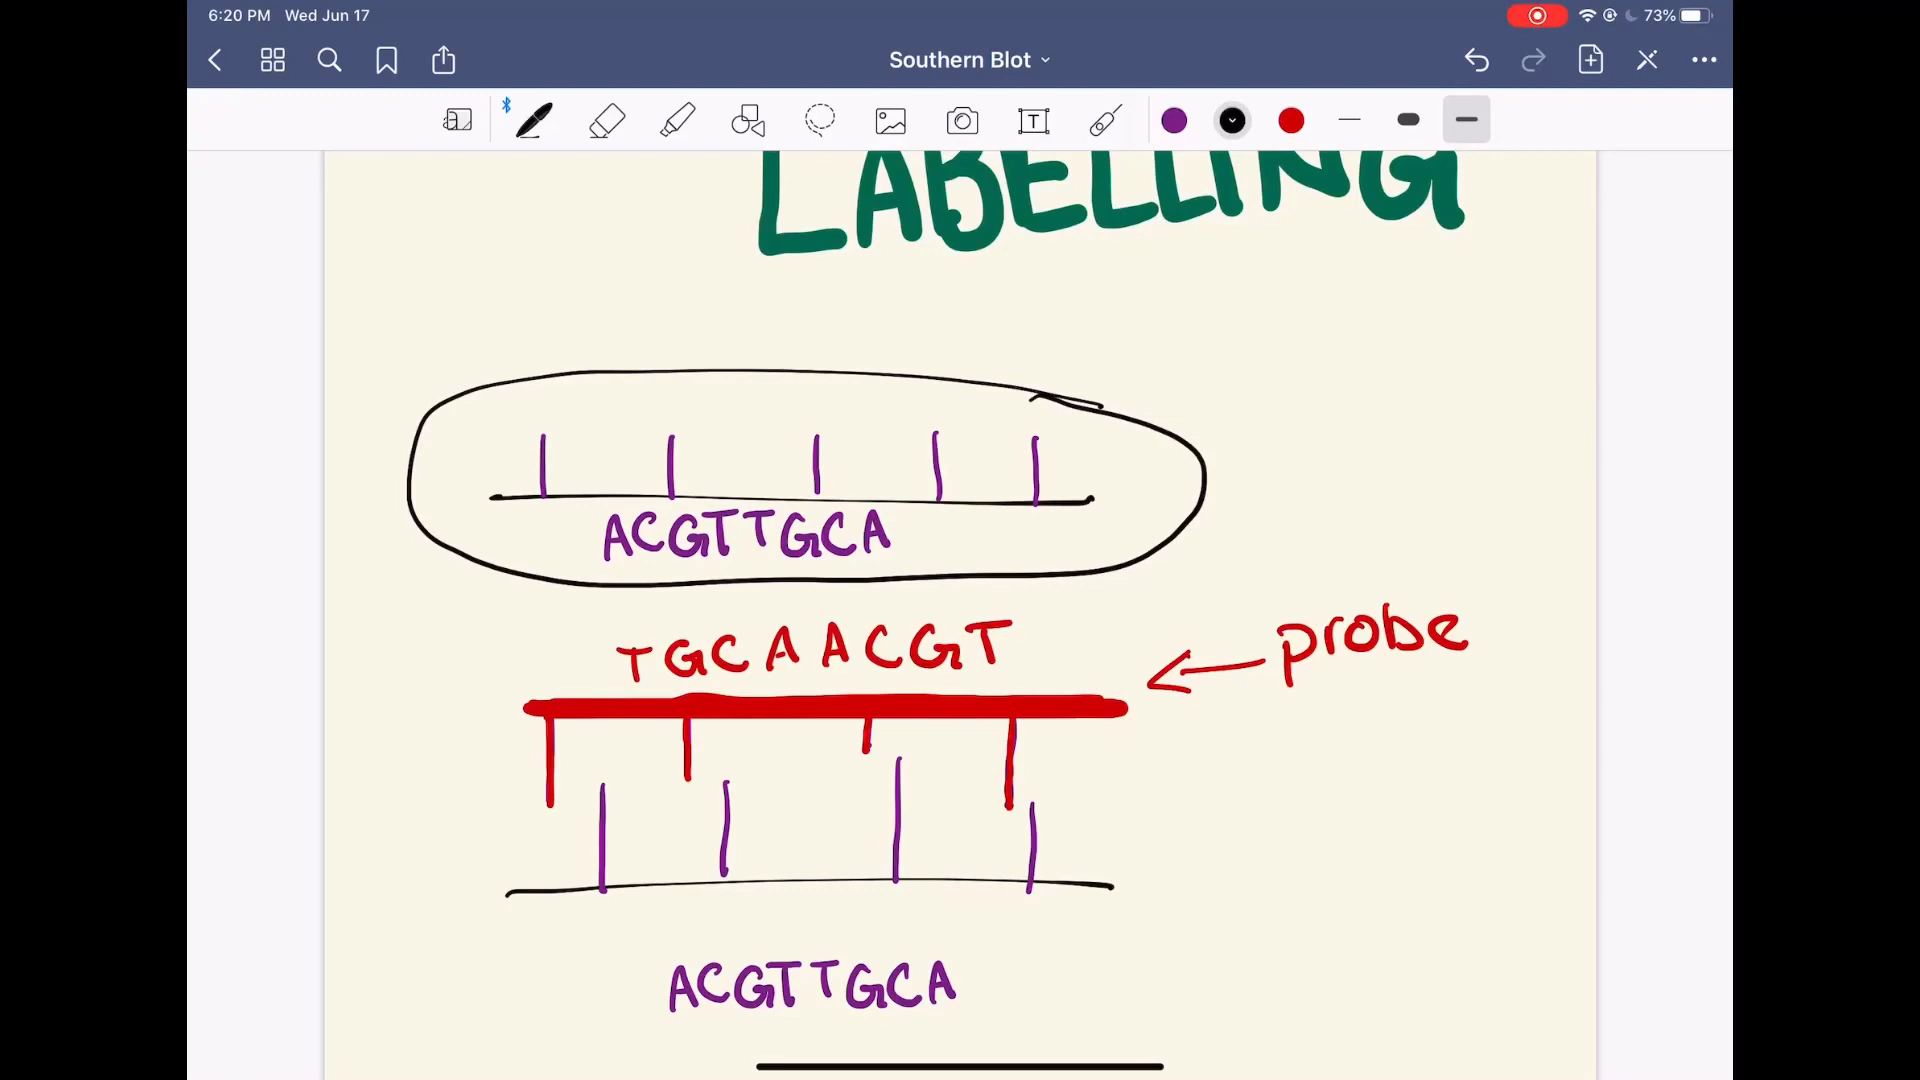 6:20 PM Wed Jun 17
73%
Southern Blot
T
LABELLING
ACGTTGCA
TGCAACGT
probe
ACGTTGCA